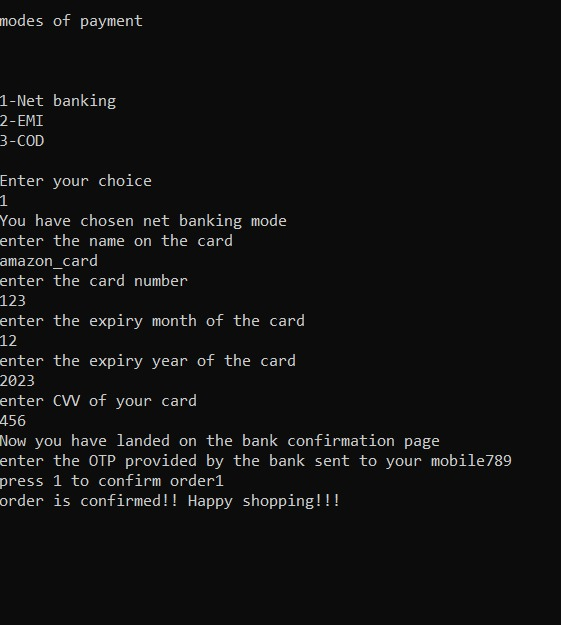 modes of payment
1-Net banking
2-EMI
3-COD
Enter your choice
1
You have chosen net banking mode
enter the name on the card
amazon_card
enter the card number
123
enter the expiry month of the card
12
enter the expiry year of the card
2023
enter CVV of your card
456
Now you have landed on the bank confirmation page
enter the OTP provided by the bank sent to your mobile789
press 1 to confirm order1
order is confirmed!! Happy shopping!!!